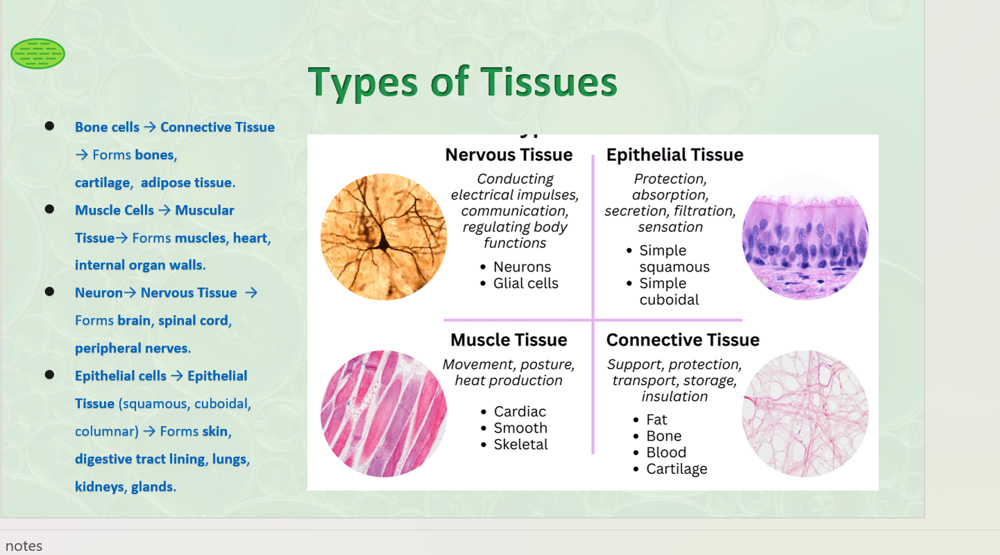 Types of Tissues
● Bone cells → Connective Tissue
→ Forms bones,
cartilage, adipose tissue.
● Muscle Cells → Muscular
Tissue→ Forms muscles, heart,
internal organ walls.
● Neuron→ Nervous Tissue →
Forms brain, spinal cord,
peripheral nerves.
● Epithelial cells → Epithelial
Tissue (squamous, cuboidal,
columnar) → Forms skin,
digestive tract lining, lungs,
kidneys, glands.
Nervous Tissue
Conducting
electrical impulses,
communication,
regulating body
functions
• Neurons
• Glial cells
Epithelial Tissue
Protection,
absorption,
secretion, filtration,
sensation
• Simple
squamous
• Simple
cuboidal
Muscle Tissue
Movement, posture,
heat production
• Cardiac
• Smooth
• Skeletal
Connective Tissue
Support, protection,
transport, storage,
insulation
• Fat
• Bone
• Blood
• Cartilage
notes